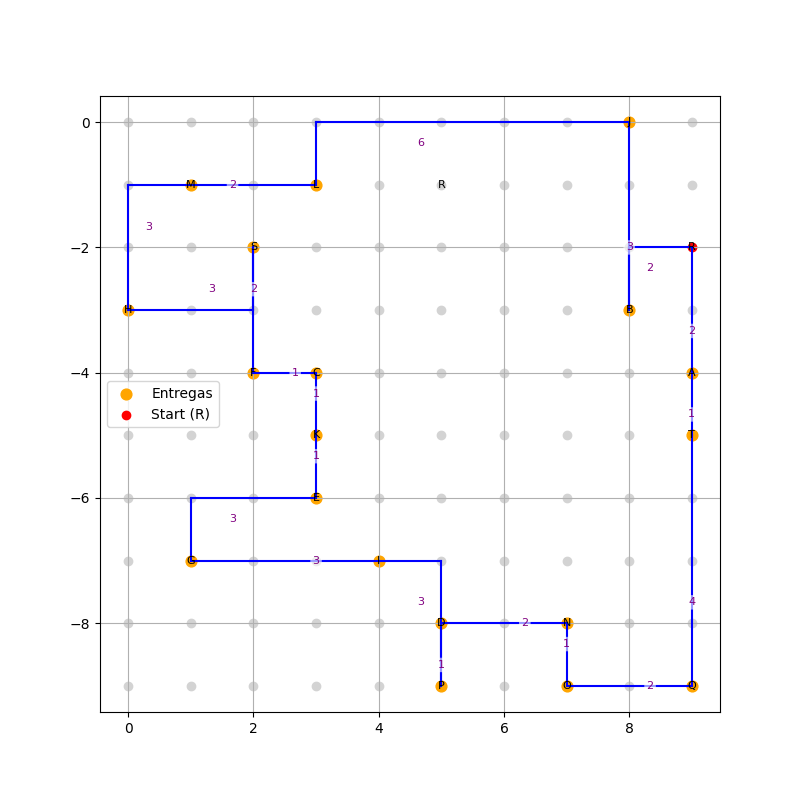 0
6
M 2 L R
3
S
−2 3
2
3 2
H B
2
−4 F 1 C A
Entregas
1 1
Start (R)
K T
1
−6 E
3
G 3 I
3 4
−8 D 2 N
1
1
P 2
0 2 4 6 8